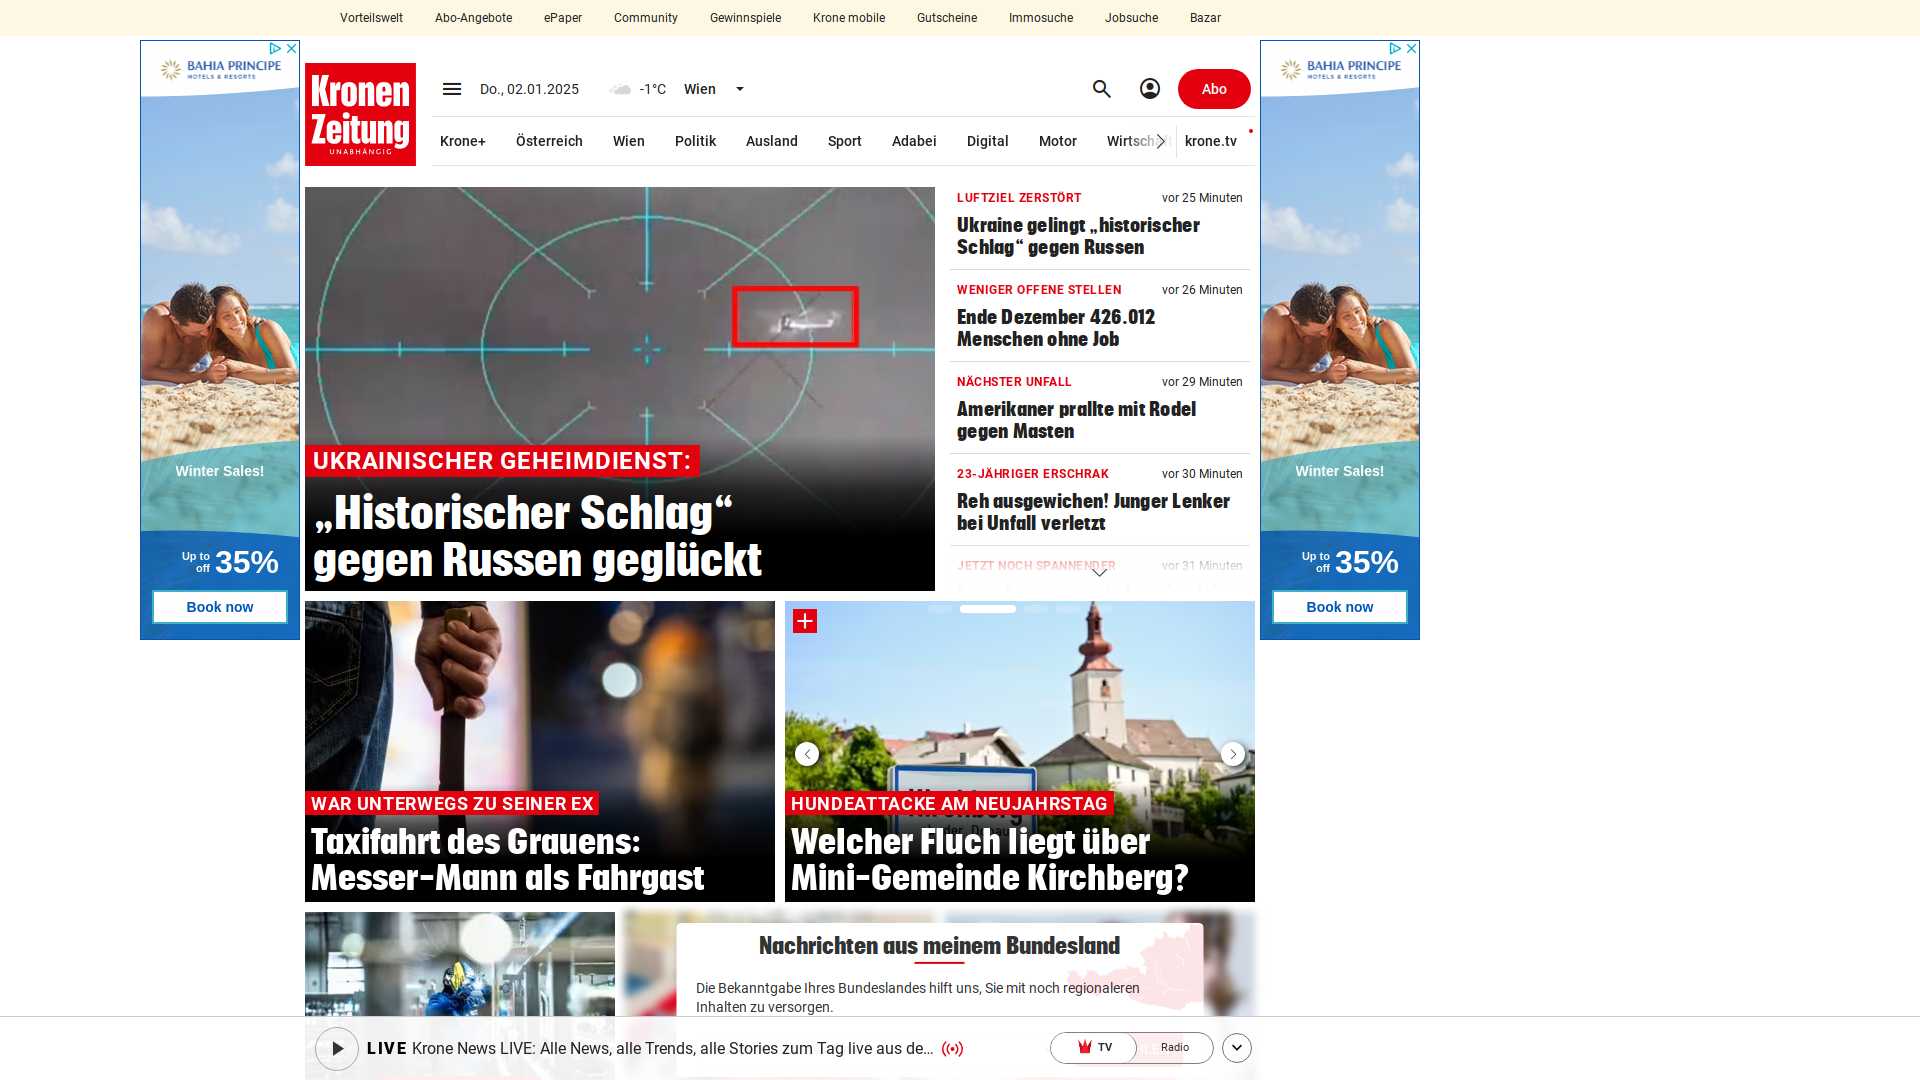 Vorteilswelt
Abo-Angebote
ePaper
Community
Gewinnspiele
Krone mobile
Gutscheine
Immosuche
Jobsuche
Bazar
BAHIA PRINCIPE
HOTELS & RESORTS
Winter Sales!
Up to
off 35%
Book now
Kronen
Zeitung
UNABHÄNGIG
Do., 02.01.2025
-1°C
Wien
Abo
Krone+
Österreich
Wien
Politik
Ausland
Sport
Adabei
Digital
Motor
krone.tv
UKRAINISCHER GEHEIMDIENST:
„Historischer Schlag“
gegen Russen geglückt
LUFTZIEL ZERSTÖRT
vor 25 Minuten
Ukraine gelingt „historischer
Schlag“ gegen Russen
WENIGER OFFENE STELLEN
vor 26 Minuten
Ende Dezember 426.012
Menschen ohne Job
NÄCHSTER UNFALL
vor 29 Minuten
Amerikaner prallte mit Rodel
gegen Masten
23-JÄHRIGER ERSCHRAK
vor 30 Minuten
Reh ausgewichen! Junger Lenker
bei Unfall verletzt
JETZT NOCH SPANNENDER
vor 31 Minuten
BAHIA PRINCIPE
HOTELS & RESORTS
Winter Sales!
Up to
off 35%
Book now
WAR UNTERWEGS ZU SEINER EX
Taxifahrt des Grauens:
Messer-Mann als Fahrgast
HUNDEATTACKE AM NEUJAHRSTAG
Welcher Fluch liegt über
Mini-Gemeinde Kirchberg?
Nachrichten aus meinem Bundesland
Die Bekanntgabe Ihres Bundeslandes hilft uns, Sie mit noch regionaleren
Inhalten zu versorgen.
LIVE Krone News LIVE: Alle News, alle Trends, alle Stories zum Tag live aus de…
TV
Radio